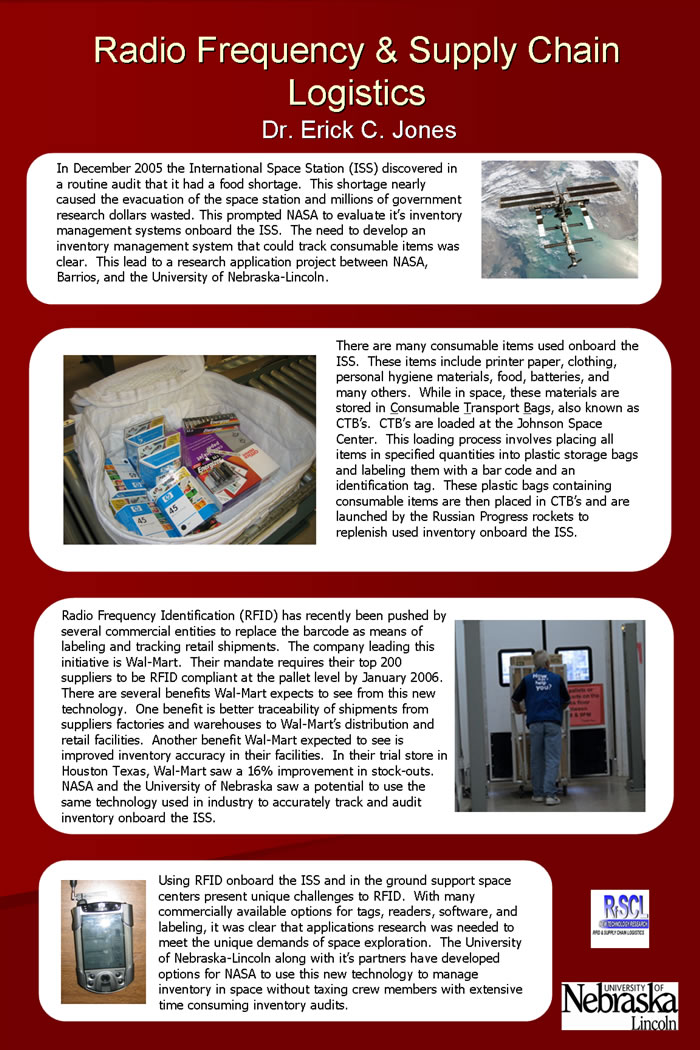 Radio Frequency & Supply Chain
Logistics
Dr. Erick C. Jones
In December 2005 the International Space Station (ISS) discovered in
a routine audit that it had a food shortage.  This shortage nearly
caused the evacuation of the space station and millions of government
research dollars wasted. This prompted NASA to evaluate it's inventory
management systems onboard the ISS.  The need to develop an
inventory management system that could track consumable items was
clear.  This lead to a research application project between NASA,
Barrios, and the University of Nebraska-Lincoln.
There are many consumable items used onboard the
ISS.  These items include printer paper, clothing,
personal hygiene materials, food, batteries, and
many others.  While in space, these materials are
stored in Consumable Transport Bags, also known as
CTB's.  CTB's are loaded at the Johnson Space
Center.  This loading process involves placing all
items in specified quantities into plastic storage bags
and labeling them with a bar code and an
identification tag.  These plastic bags containing
consumable items are then placed in CTB's and are
launched by the Russian Progress rockets to
replenish used inventory onboard the ISS.
45
45
Energizer
Radio Frequency Identification (RFID) has recently been pushed by
several commercial entities to replace the barcode as means of
labeling and tracking retail shipments.  The company leading this
initiative is Wal-Mart.  Their mandate requires their top 200
suppliers to be RFID compliant at the pallet level by January 2006.
There are several benefits Wal-Mart expects to see from this new
technology.  One benefit is better traceability of shipments from
suppliers factories and warehouses to Wal-Mart's distribution and
retail facilities.  Another benefit Wal-Mart expected to see is
improved inventory accuracy in their facilities.  In their trial store in
Houston Texas, Wal-Mart saw a 16% improvement in stock-outs.
NASA and the University of Nebraska saw a potential to use the
same technology used in industry to accurately track and audit
inventory onboard the ISS.
How may
help
you?
Using RFID onboard the ISS and in the ground support space
centers present unique challenges to RFID.  With many
commercially available options for tags, readers, software, and
labeling, it was clear that applications research was needed to
meet the unique demands of space exploration.  The University
of Nebraska-Lincoln along with it's partners have developed
options for NASA to use this new technology to manage
inventory in space without taxing crew members with extensive
time consuming inventory audits.
RfSCL
TECHNOLOGY RESEARCH
RFID & SUPPLY CHAIN LOGISTICS
UNIVERSITY OF
Nebraska
Lincoln